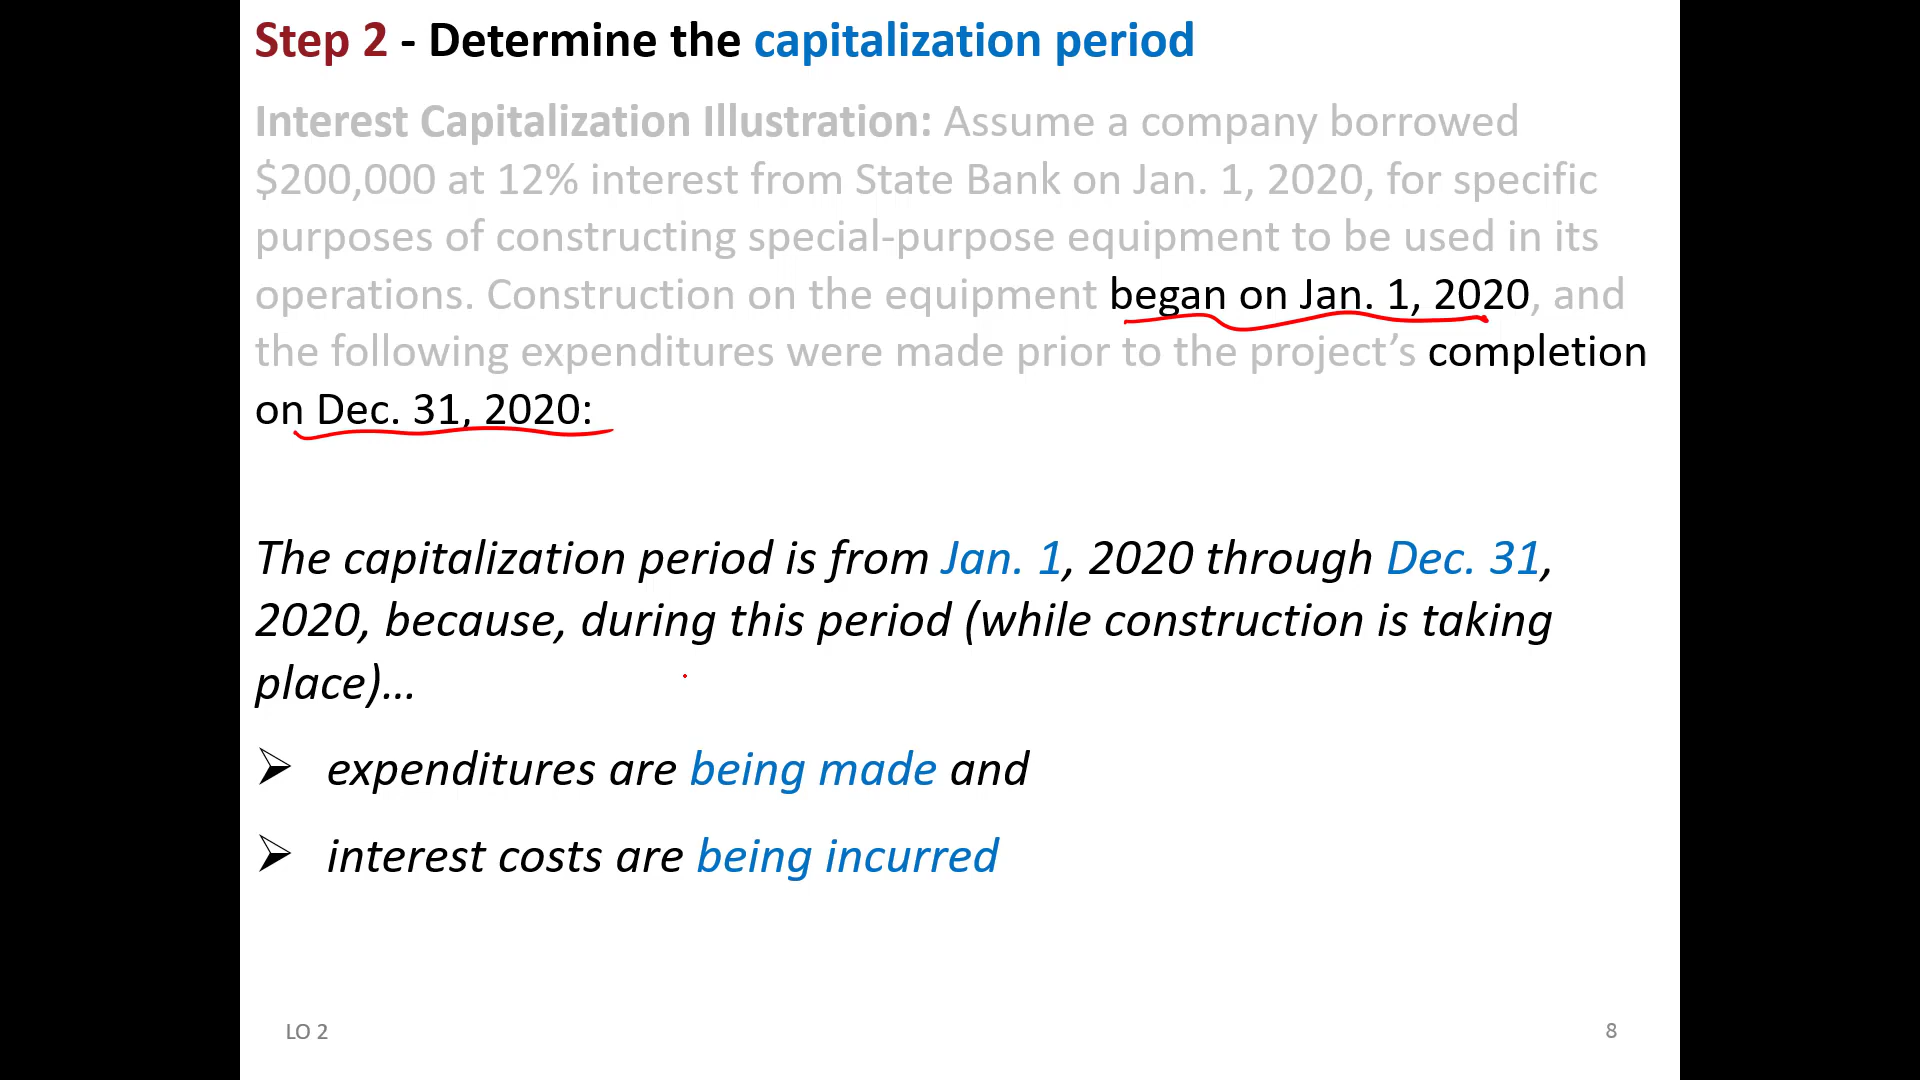 Step 2 - Determine the capitalization period
Interest Capitalization Illustration: Assume a company borrowed
$200,000 at 12% interest from State Bank on Jan. 1, 2020, for specific
purposes of constructing special-purpose equipment to be used in its
operations. Construction on the equipment began on Jan. 1, 2020, and
the following expenditures were made prior to the project’s completion
on Dec. 31, 2020:
The capitalization period is from Jan. 1, 2020 through Dec. 31,
2020, because, during this period (while construction is taking
place)…
➢ expenditures are being made and
➢ interest costs are being incurred
LO 2
8